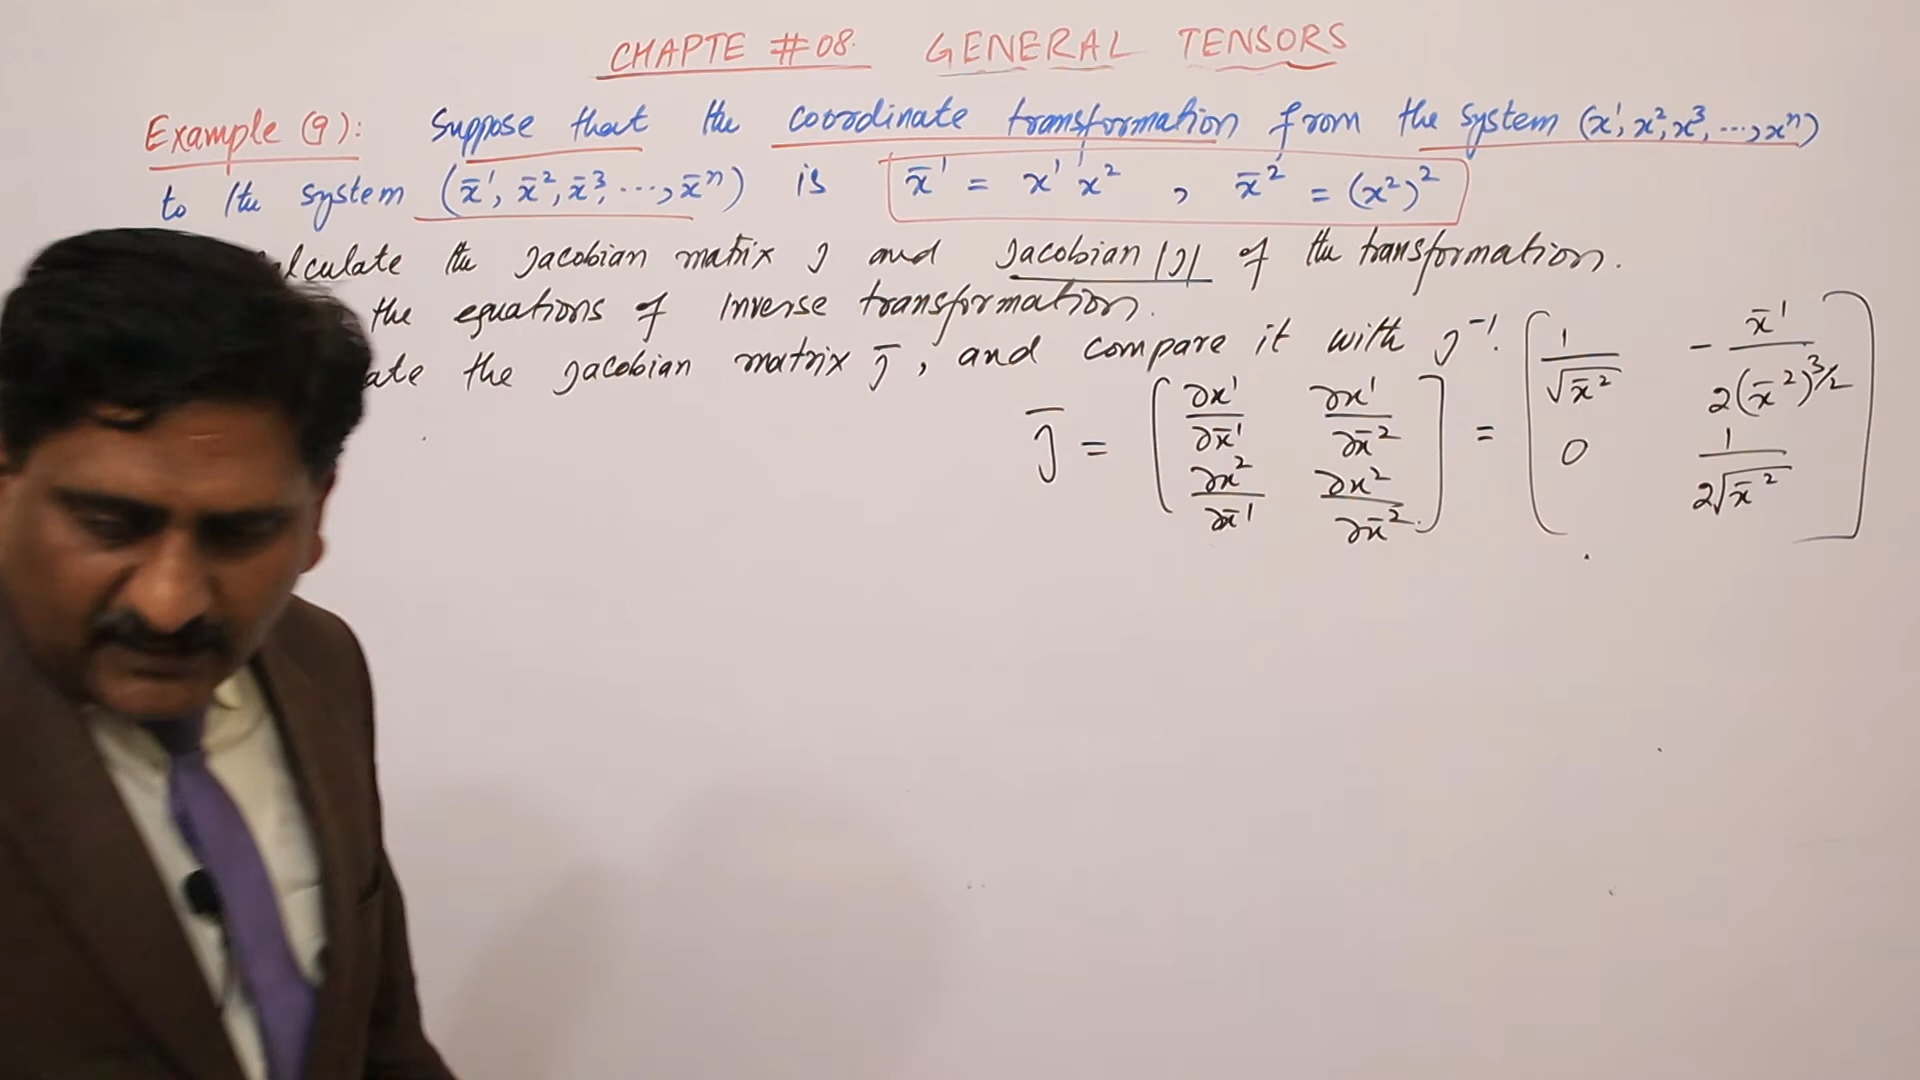 CHAPTE #08. GENERAL TENSORS
Example (9): Suppose that the coordinate transformation from the system (x¹, x², x³, ..., xⁿ)
to the system (x̄¹, x̄², x̄³, ..., x̄ⁿ) is x̄¹ = x¹ x² , x̄² = (x²)²
lculate the Jacobian matrix J and Jacobian |J| of the transformation.
the equations of inverse transformation.
ate the Jacobian matrix J̄, and compare it with J⁻¹.
J̄ = ( ∂x¹/∂x̄¹ ∂x¹/∂x̄² ; ∂x²/∂x̄¹ ∂x²/∂x̄² ) = ( 1/√x̄² - x̄¹/2(x̄²)^3/2 ; 0 1/2√x̄² )